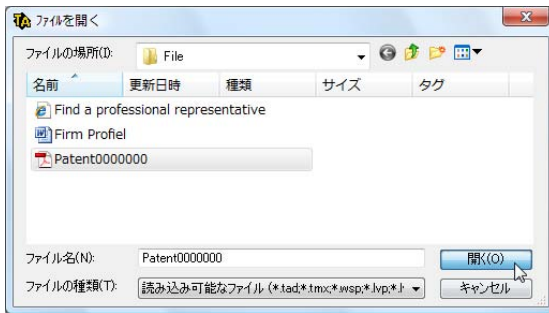 ファイルを開く
ファイルの場所(I):
File
名前 更新日時 種類 サイズ タグ
Find a professional representative
Firm Profiel
Patent0000000
ファイル名(N): Patent0000000 開く(O)
ファイルの種類(T): 読み込み可能なファイル (*.tad;*.tmx;*.wsp;*.lvp;*.h キャンセル